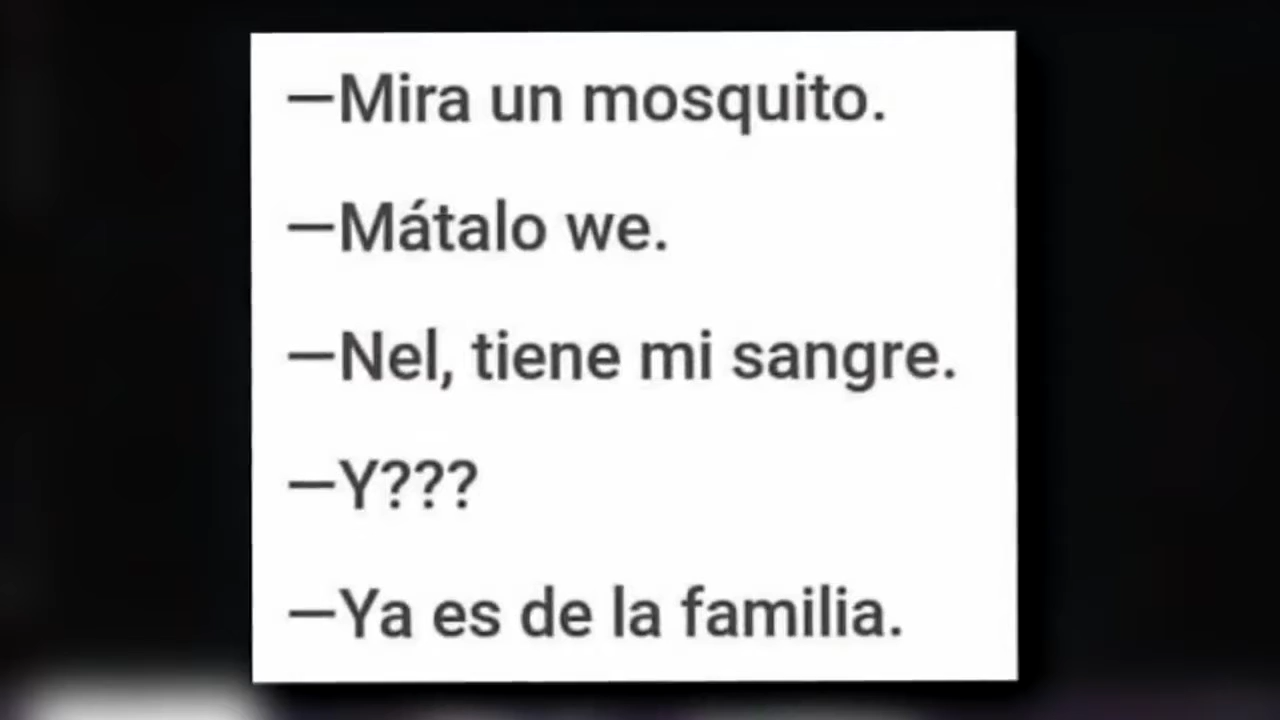 —Mira un mosquito.
—Mátalo we.
—Nel, tiene mi sangre.
—Y???
—Ya es de la familia.